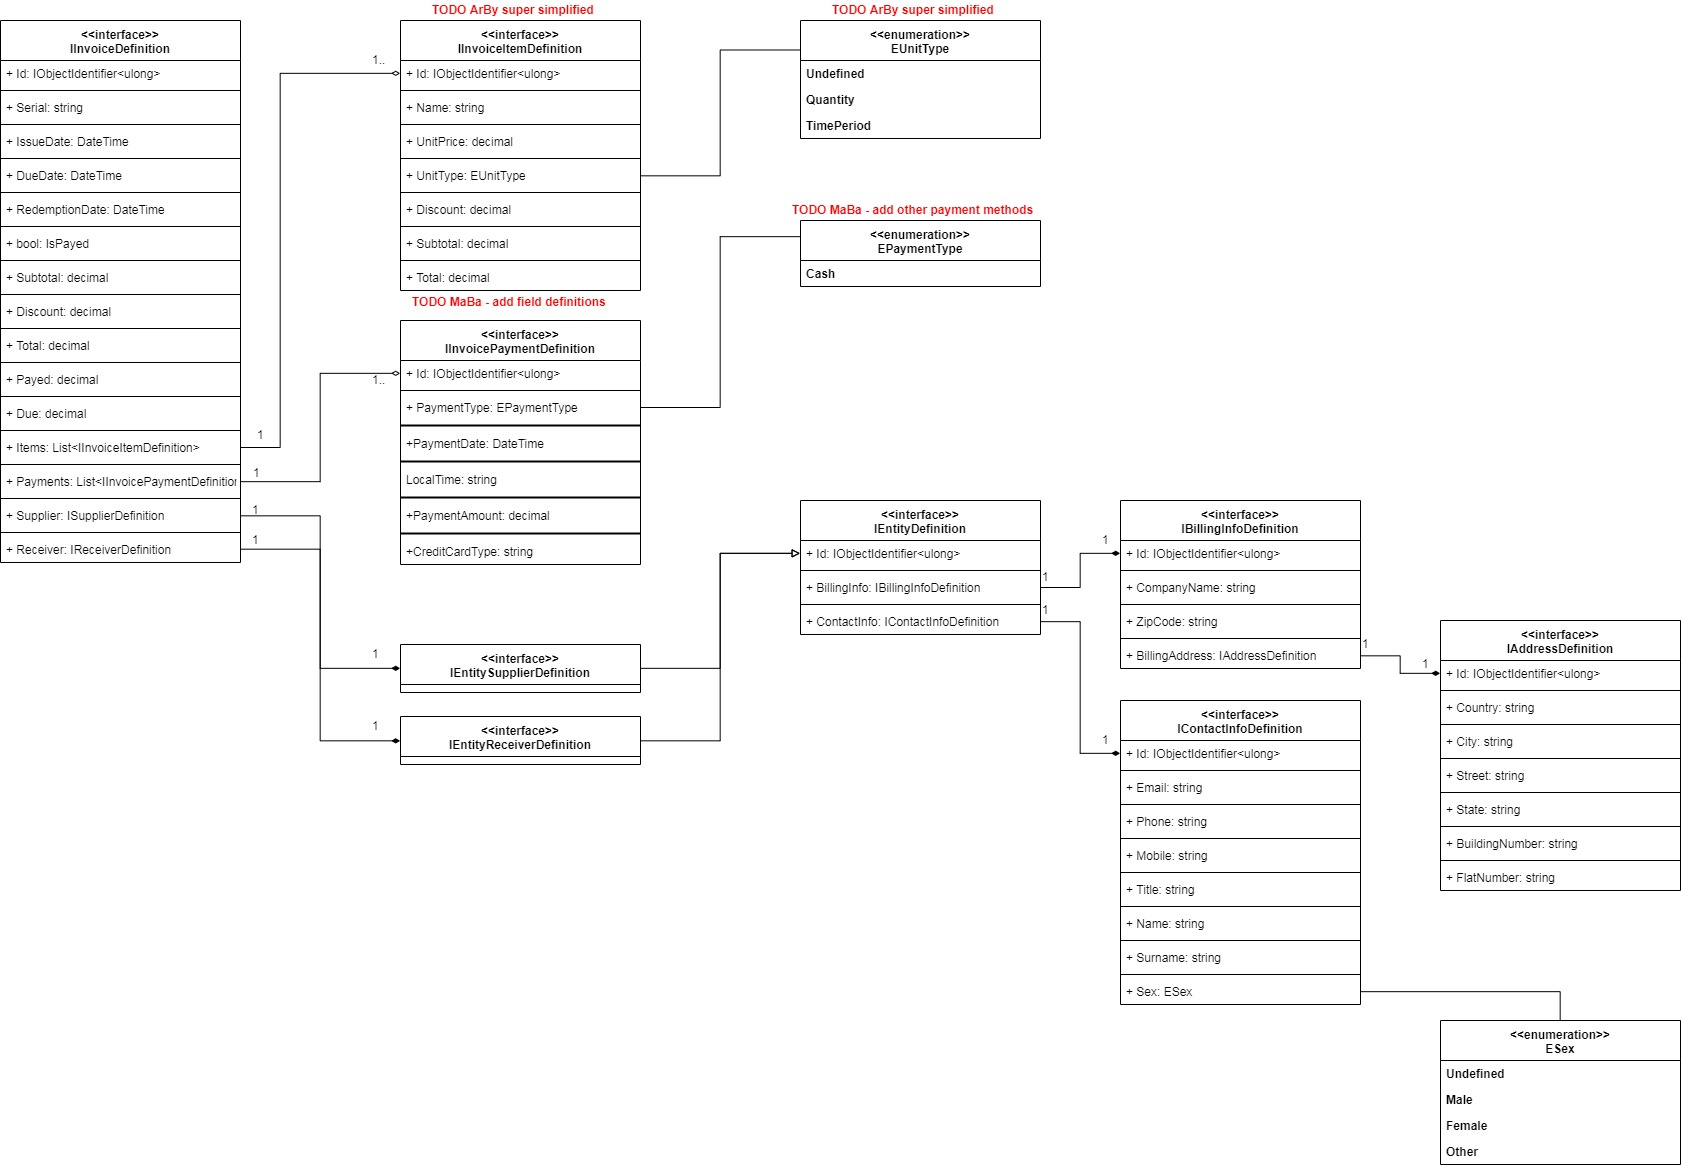 TODO ArBy super simplified
TODO ArBy super simplified
<<interface>>
IInvoiceDefinition
+ Id: IObjectIdentifier<ulong>
+ Serial: string
+ IssueDate: DateTime
+ DueDate: DateTime
+ RedemptionDate: DateTime
+ bool: IsPayed
+ Subtotal: decimal
+ Discount: decimal
+ Total: decimal
+ Payed: decimal
+ Due: decimal
+ Items: List<IInvoiceItemDefinition>
+ Payments: List<IInvoicePaymentDefinition
+ Supplier: ISupplierDefinition
+ Receiver: IReceiverDefinition
1
1
1
1
1..
1..
1
1
<<interface>>
IInvoiceItemDefinition
+ Id: IObjectIdentifier<ulong>
+ Name: string
+ UnitPrice: decimal
+ UnitType: EUnitType
+ Discount: decimal
+ Subtotal: decimal
+ Total: decimal
TODO MaBa - add field definitions
<<interface>>
IInvoicePaymentDefinition
+ Id: IObjectIdentifier<ulong>
+ PaymentType: EPaymentType
+PaymentDate: DateTime
LocalTime: string
+PaymentAmount: decimal
+CreditCardType: string
<<interface>>
IEntitySupplierDefinition
<<interface>>
IEntityReceiverDefinition
<<enumeration>>
EUnitType
Undefined
Quantity
TimePeriod
TODO MaBa - add other payment methods
<<enumeration>>
EPaymentType
Cash
<<interface>>
IEntityDefinition
+ Id: IObjectIdentifier<ulong>
+ BillingInfo: IBillingInfoDefinition
+ ContactInfo: IContactInfoDefinition
1
1
1
1
<<interface>>
IBillingInfoDefinition
+ Id: IObjectIdentifier<ulong>
+ CompanyName: string
+ ZipCode: string
+ BillingAddress: IAddressDefinition
1
1
<<interface>>
IContactInfoDefinition
+ Id: IObjectIdentifier<ulong>
+ Email: string
+ Phone: string
+ Mobile: string
+ Title: string
+ Name: string
+ Surname: string
+ Sex: ESex
<<interface>>
IAddressDefinition
+ Id: IObjectIdentifier<ulong>
+ Country: string
+ City: string
+ Street: string
+ State: string
+ BuildingNumber: string
+ FlatNumber: string
<<enumeration>>
ESex
Undefined
Male
Female
Other